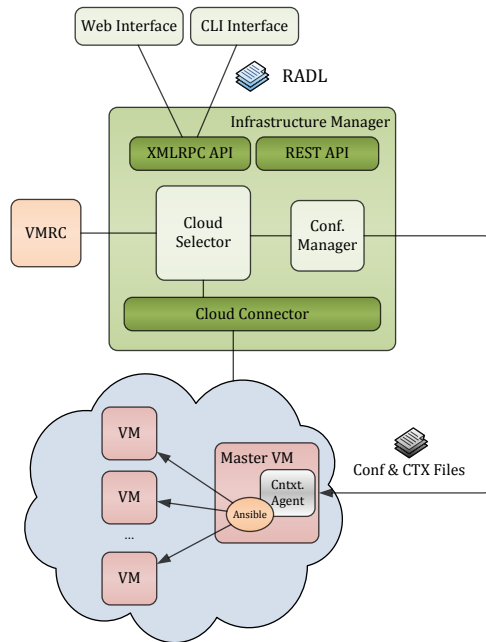 Web Interface
CLI Interface
RADL
Infrastructure Manager
XMLRPC API
REST API
VMRC
Cloud
Selector
Conf.
Manager
Cloud Connector
VM
VM
...
VM
Master VM
Cntxt.
Agent
Ansible
Conf & CTX Files